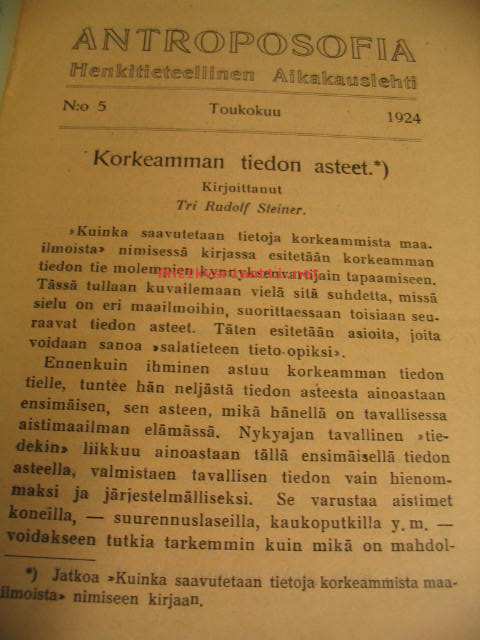 ANTROPOSOFIA
Henkitieteellinen Aikakauslehti
N:o 5 Toukokuu 1924
Korkeamman tiedon asteet.*)
Kirjoittanut
Tri Rudolf Steiner.
»Kuinka saavutetaan tietoja korkeammista maa-
ilmoista» nimisessä kirjassa esitetään korkeamman
tiedon tie molempien kynnyksenvartijain tapaamiseen.
Tässä tullaan kuvailemaan vielä sitä suhdetta, missä
sielu on eri maailmoihin, suorittaessaan toisiaan seu-
raavat tiedon asteet. Täten esitetään asioita, joita
voidaan sanoa »salatieteen tieto-opiksi».
Ennenkuin ihminen astuu korkeamman tiedon
tielle, tuntee hän neljästä tiedon asteesta ainoastaan
ensimäisen, sen asteen, mikä hänellä on tavallisessa
aistimaailman elämässä. Nykyajan tavallinen »tie-
dekin» liikkuu ainoastaan tällä ensimäisellä tiedon
asteella, valmistaen tavallisen tiedon vain hienom-
maksi ja järjestelmälliseksi. Se varustaa aistimet
koneilla, — suurennuslaseilla, kaukoputkilla y. m. —
voidakseen tutkia tarkemmin kuin mikä on mahdol-
*) Jatkoa »Kuinka saavutetaan tietoja korkeammista maa-
ilmoista» nimiseen kirjaan.